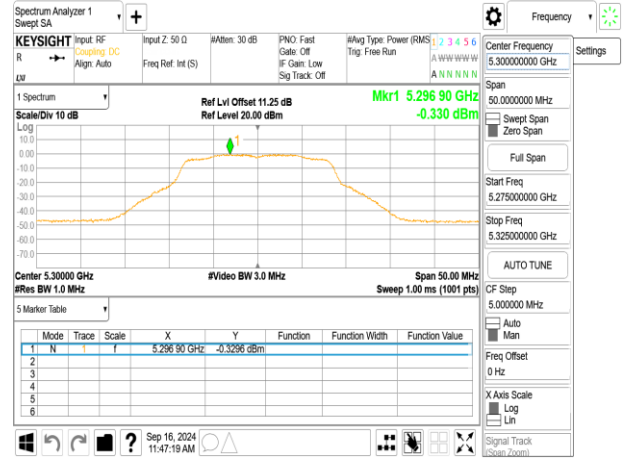 Spectrum Analyzer 1
Swept SA
Frequency
KEYSIGHT
R
LXI
Input: RF
Coupling: DC
Align: Auto
Input Z: 50 Ω
Freq Ref: Int (S)
#Atten: 30 dB
PNO: Fast
Gate: Off
IF Gain: Low
Sig Track: Off
#Avg Type: Power (RMS
Trig: Free Run
1 2 3 4 5 6
A W W W W W
A N N N N N
Center Frequency
5.300000000 GHz
Settings
Span
50.0000000 MHz
Swept Span
Zero Span
Full Span
Start Freq
5.275000000 GHz
Stop Freq
5.325000000 GHz
AUTO TUNE
CF Step
5.000000 MHz
Auto
Man
Freq Offset
0 Hz
X Axis Scale
Log
Lin
Signal Track
(Span Zoom)
1 Spectrum
Scale/Div 10 dB
Log
Ref Lvl Offset 11.25 dB
Ref Level 20.00 dBm
Mkr1 5.296 90 GHz
-0.330 dBm
1
10.0
0.00
-10.0
-20.0
-30.0
-40.0
-50.0
-60.0
-70.0
Center 5.30000 GHz
#Res BW 1.0 MHz
#Video BW 3.0 MHz
Span 50.00 MHz
Sweep 1.00 ms (1001 pts)
5 Marker Table
Mode Trace Scale X Y Function Function Width Function Value
1 N 1 f 5.296 90 GHz -0.3296 dBm
2
3
4
5
6
?
Sep 16, 2024
11:47:19 AM